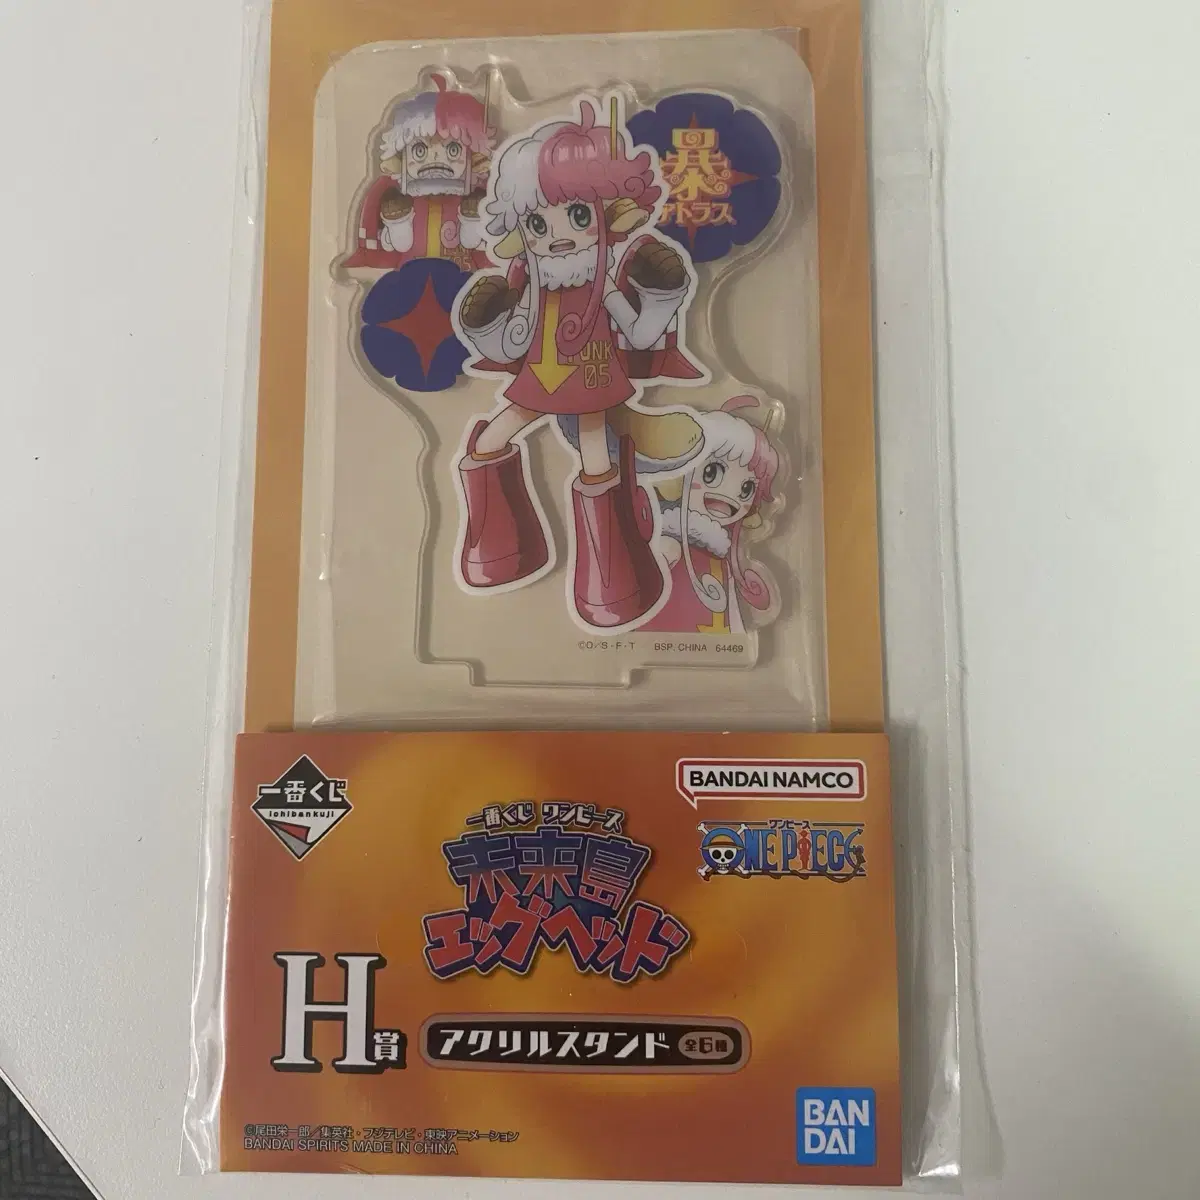 暴
アトラス
PUNK
05
©O/S・F・T BSP. CHINA 64469
一番くじ
ichibankuji
BANDAI NAMCO
一番くじ ワンピース
未来島
エッグヘッド
ワンピース
ONE PIECE
H賞
アクリルスタンド 全6種
©尾田栄一郎／集英社・フジテレビ・東映アニメーション
BANDAI SPIRITS MADE IN CHINA
BAN
DAI